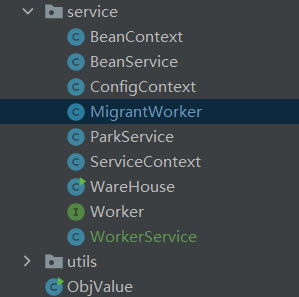 service
BeanContext
BeanService
ConfigContext
MigrantWorker
ParkService
ServiceContext
WareHouse
Worker
WorkerService
utils
ObjValue